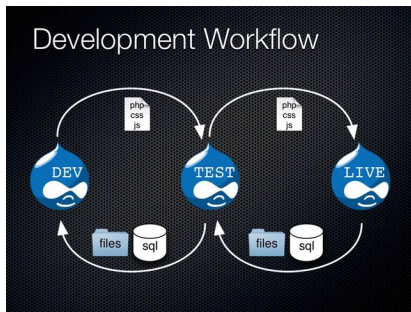 Development Workflow
php
css
js
php
css
js
DEV
TEST
LIVE
files
sql
files
sql